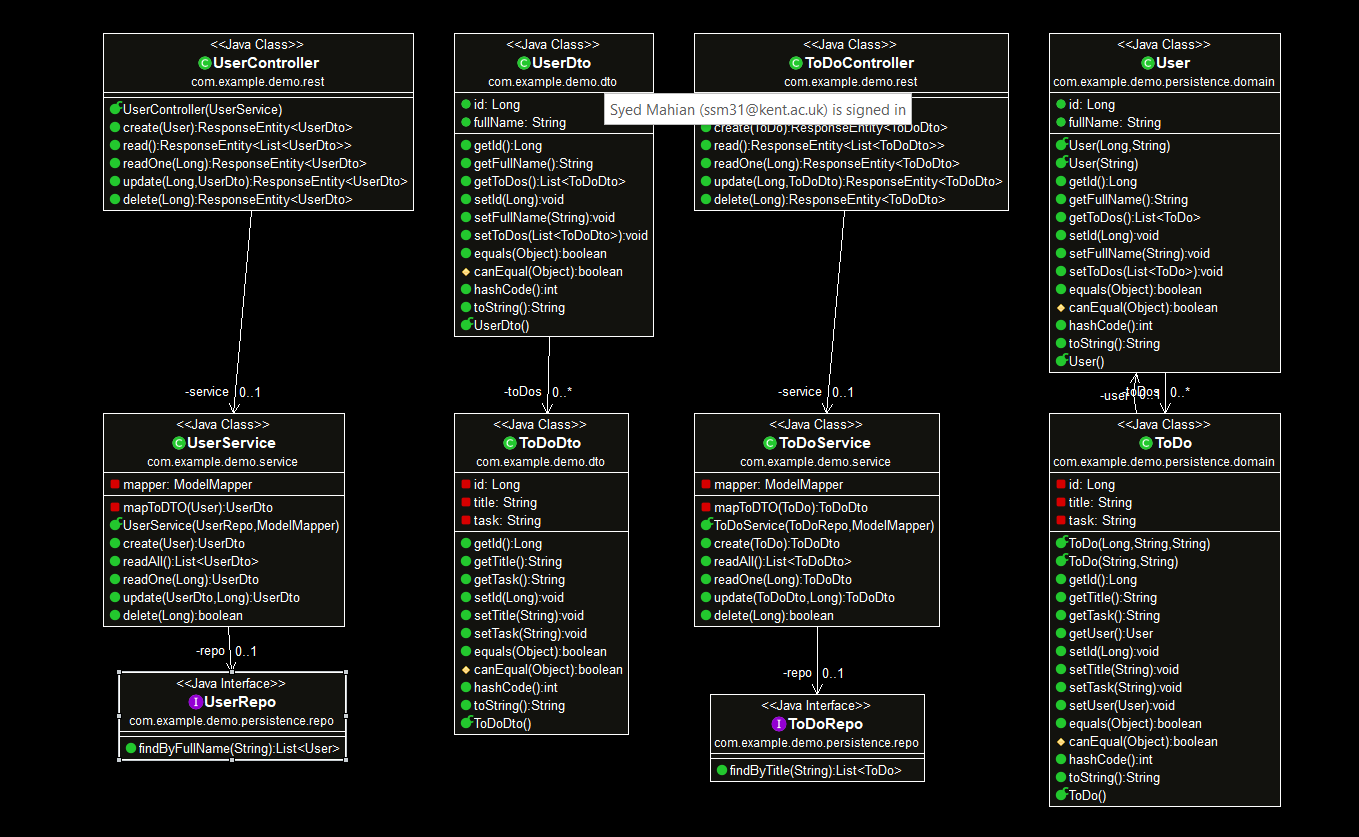 <<Java Class>>
UserController
com.example.demo.rest
UserController(UserService)
create(User):ResponseEntity<UserDto>
read():ResponseEntity<List<UserDto>>
readOne(Long):ResponseEntity<UserDto>
update(Long,UserDto):ResponseEntity<UserDto>
delete(Long):ResponseEntity<UserDto>
<<Java Class>>
UserDto
com.example.demo.dto
id: Long
fullName: String
getId():Long
getFullName():String
getToDos():List<ToDoDto>
setId(Long):void
setFullName(String):void
setToDos(List<ToDoDto>):void
equals(Object):boolean
canEqual(Object):boolean
hashCode():int
toString():String
UserDto()
<<Java Class>>
ToDoController
com.example.demo.rest
Syed Mahian (ssm31@kent.ac.uk) is signed in
create(ToDo):ResponseEntity<ToDoDto>
read():ResponseEntity<List<ToDoDto>>
readOne(Long):ResponseEntity<ToDoDto>
update(Long,ToDoDto):ResponseEntity<ToDoDto>
delete(Long):ResponseEntity<ToDoDto>
<<Java Class>>
User
com.example.demo.persistence.domain
id: Long
fullName: String
User(Long,String)
User(String)
getId():Long
getFullName():String
getToDos():List<ToDo>
setId(Long):void
setFullName(String):void
setToDos(List<ToDo>):void
equals(Object):boolean
canEqual(Object):boolean
hashCode():int
toString():String
User()
-service 0..1
-toDos 0..*
-service 0..1
-user 0..1
-toDos 0..*
<<Java Class>>
UserService
com.example.demo.service
mapper: ModelMapper
mapToDTO(User):UserDto
UserService(UserRepo,ModelMapper)
create(User):UserDto
readAll():List<UserDto>
readOne(Long):UserDto
update(UserDto,Long):UserDto
delete(Long):boolean
-repo 0..1
<<Java Interface>>
UserRepo
com.example.demo.persistence.repo
findByFullName(String):List<User>
<<Java Class>>
ToDoDto
com.example.demo.dto
id: Long
title: String
task: String
getId():Long
getTitle():String
getTask():String
setId(Long):void
setTitle(String):void
setTask(String):void
equals(Object):boolean
canEqual(Object):boolean
hashCode():int
toString():String
ToDoDto()
<<Java Class>>
ToDoService
com.example.demo.service
mapper: ModelMapper
mapToDTO(ToDo):ToDoDto
ToDoService(ToDoRepo,ModelMapper)
create(ToDo):ToDoDto
readAll():List<ToDoDto>
readOne(Long):ToDoDto
update(ToDoDto,Long):ToDoDto
delete(Long):boolean
-repo 0..1
<<Java Interface>>
ToDoRepo
com.example.demo.persistence.repo
findByTitle(String):List<ToDo>
<<Java Class>>
ToDo
com.example.demo.persistence.domain
id: Long
title: String
task: String
ToDo(Long,String,String)
ToDo(String,String)
getId():Long
getTitle():String
getTask():String
getUser():User
setId(Long):void
setTitle(String):void
setTask(String):void
setUser(User):void
equals(Object):boolean
canEqual(Object):boolean
hashCode():int
toString():String
ToDo()